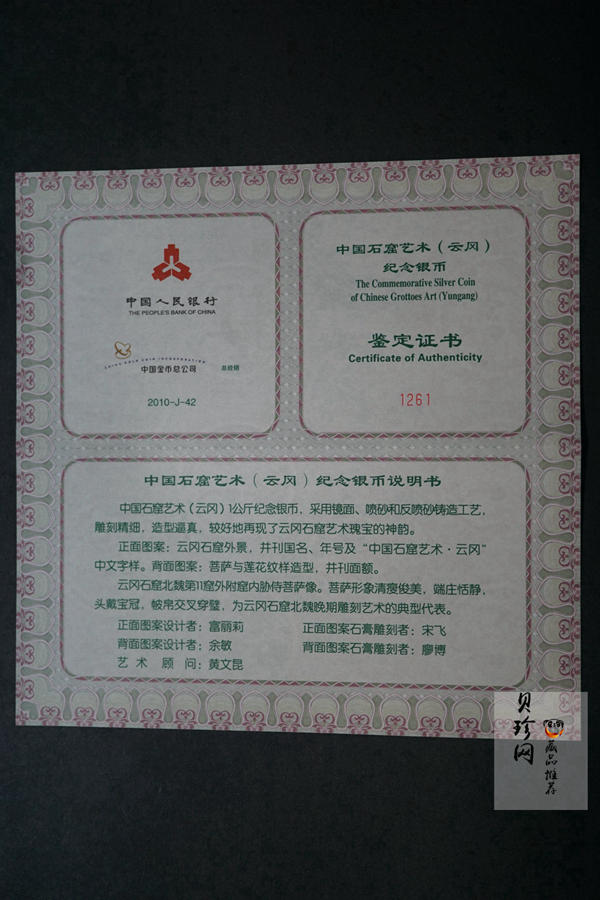 中国人民银行
THE PEOPLE'S BANK OF CHINA
CHINA GOLD COIN INCORPORATION
中国金币总公司 总经销
2010-J-42
中国石窟艺术（云冈）
纪念银币
The Commemorative Silver Coin
of Chinese Grottoes Art (Yungang)
鉴定证书
Certificate of Authenticity
1261
中国石窟艺术（云冈）纪念银币说明书
中国石窟艺术（云冈）1公斤纪念银币，采用镜面、喷砂和反喷砂铸造工艺，
雕刻精细，造型逼真，较好地再现了云冈石窟艺术瑰宝的神韵。
正面图案：云冈石窟外景，并刊国名、年号及“中国石窟艺术·云冈”
中文字样。背面图案：菩萨与莲花纹样造型，并刊面额。
云冈石窟北魏第11窟外附窟内胁侍菩萨像。菩萨形象清瘦俊美，端庄恬静，
头戴宝冠，帔帛交叉穿璧，为云冈石窟北魏晚期雕刻艺术的典型代表。
正面图案设计者：富丽莉 正面图案石膏雕刻者：宋飞
背面图案设计者：余敏 背面图案石膏雕刻者：廖博
艺术顾问：黄文昆
贝珍网
藏品推荐